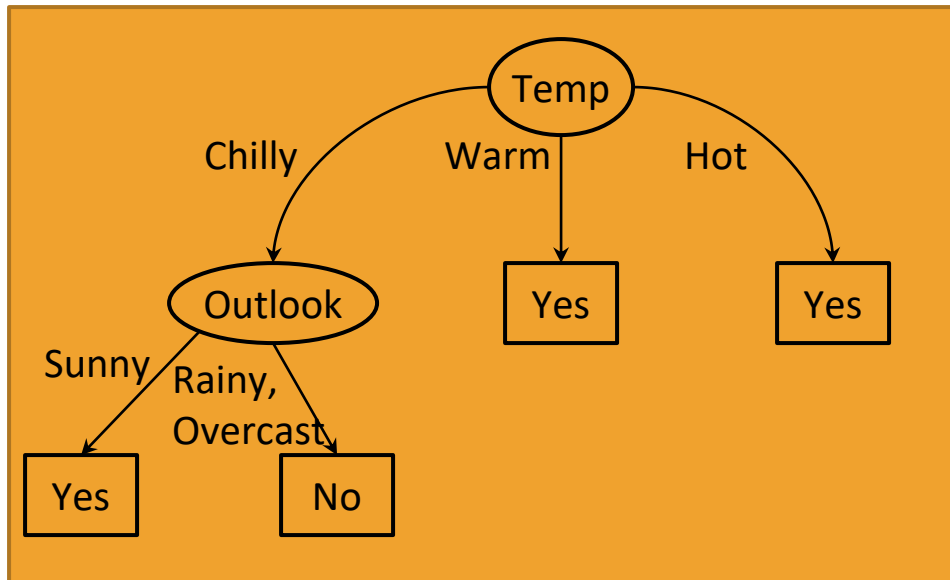 Temp
Chilly
Warm
Hot
Outlook
Yes
Yes
Sunny
Rainy,
Overcast
Yes
No